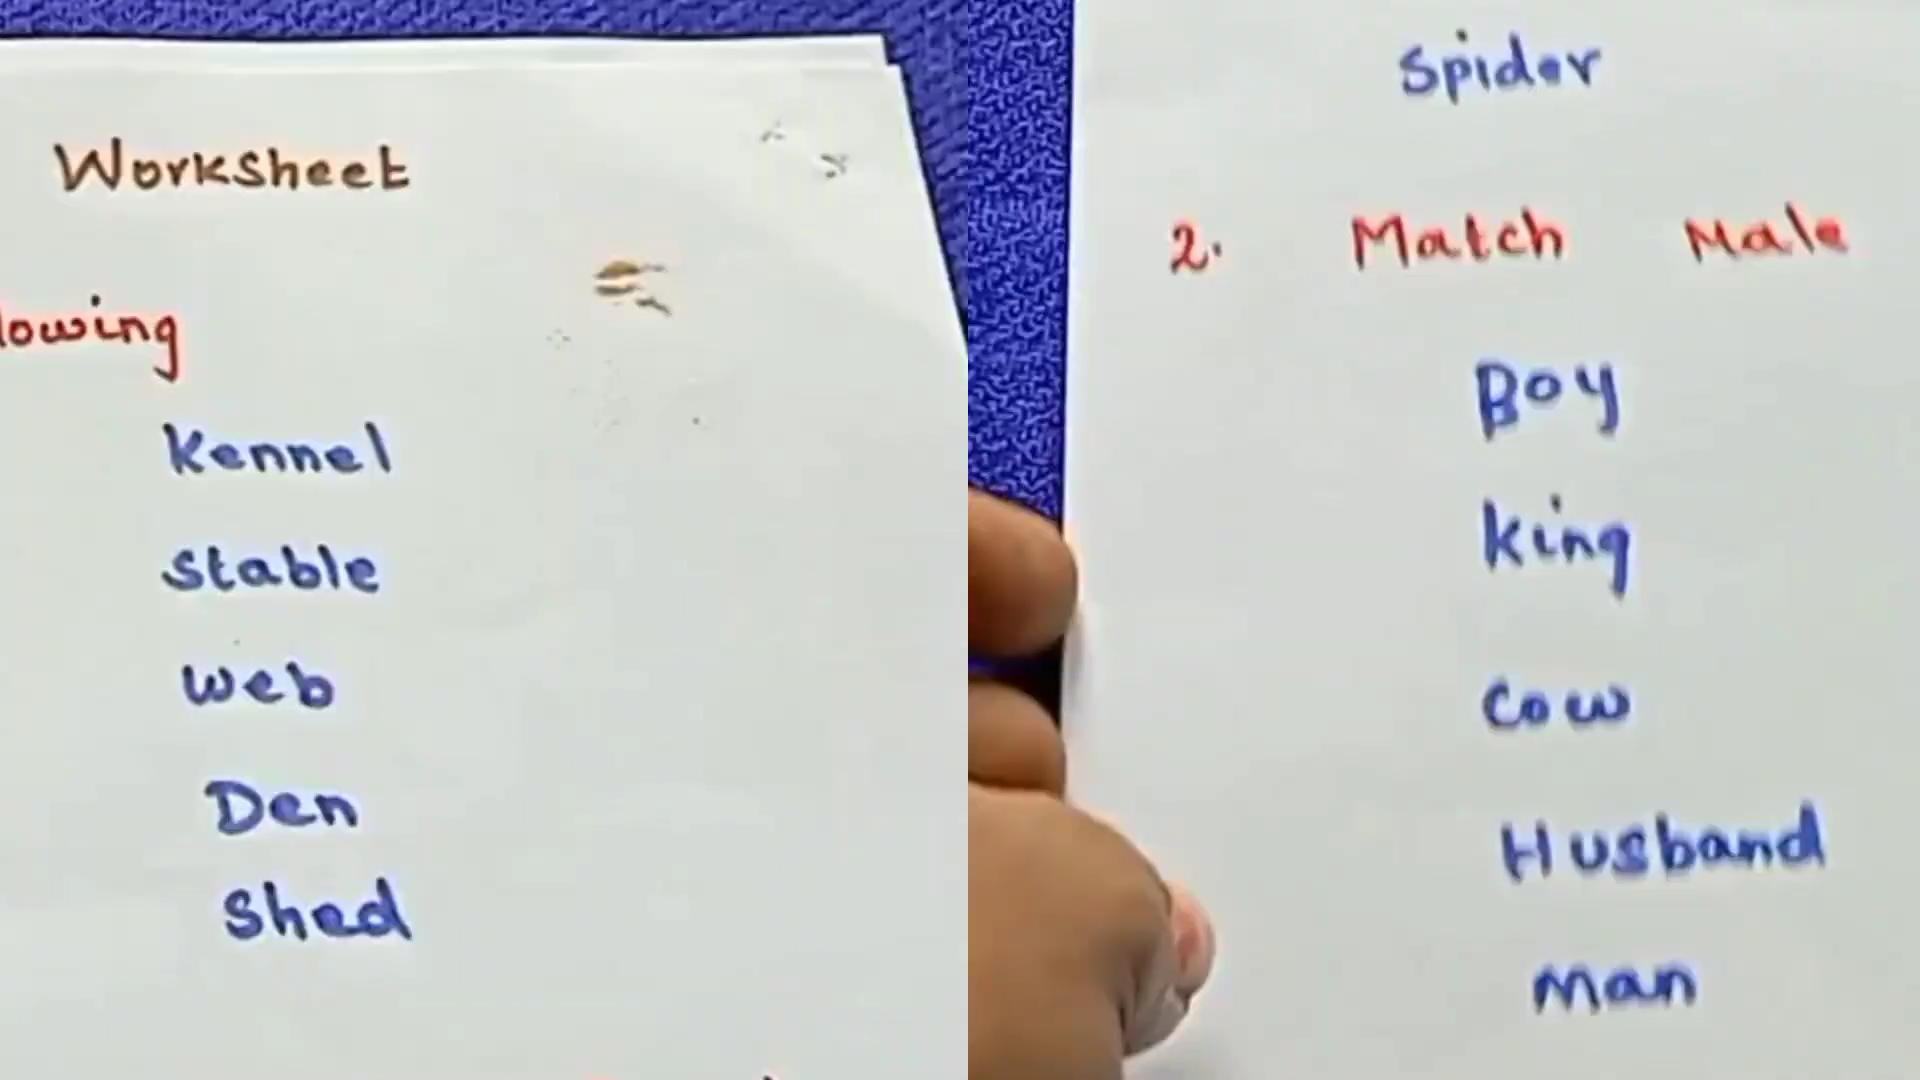 Worksheet
lowing
Kennel
Stable
Web
Den
Shed
Spider
2. Match Male
Boy
King
Cow
Husband
Man